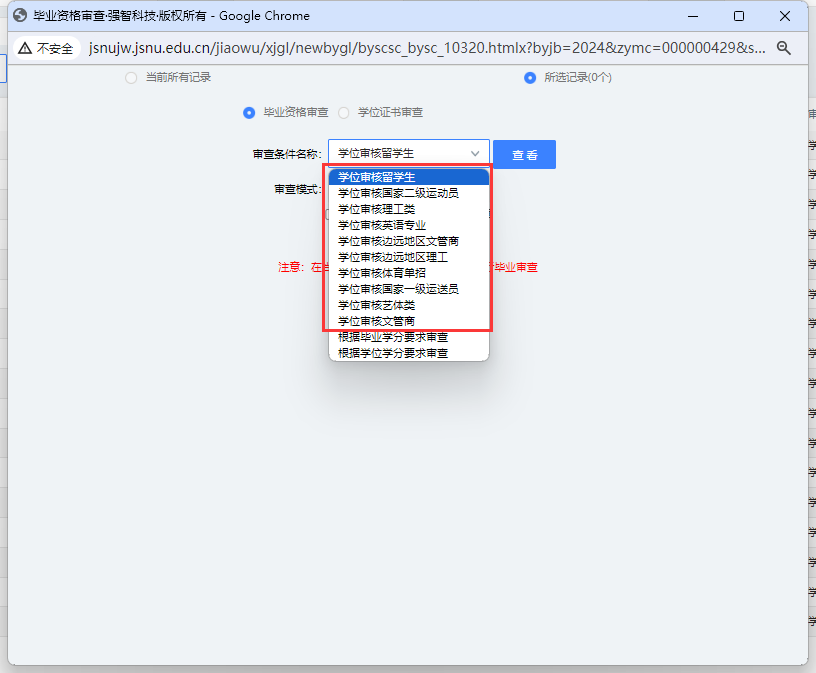 毕业资格审查·强智科技·版权所有 - Google Chrome
不安全 jsnujw.jsnu.edu.cn/jiaowu/xjgl/newbygl/byscsc_bysc_10320.htmlx?byjb=2024&zymc=000000429&s...
当前所有记录 所选记录(0个)
毕业资格审查 学位证书审查
审查条件名称: 学位审核留学生 查 看
学位审核留学生
审查模式:
学位审核国家二级运动员
学位审核理工类
学位审核英语专业
学位审核边远地区文管商
学位审核边远地区理工
注意：在 毕业审查
学位审核体育单招
学位审核国家一级运送员
学位审核艺体类
学位审核文管商
根据毕业学分要求审查
根据学位学分要求审查